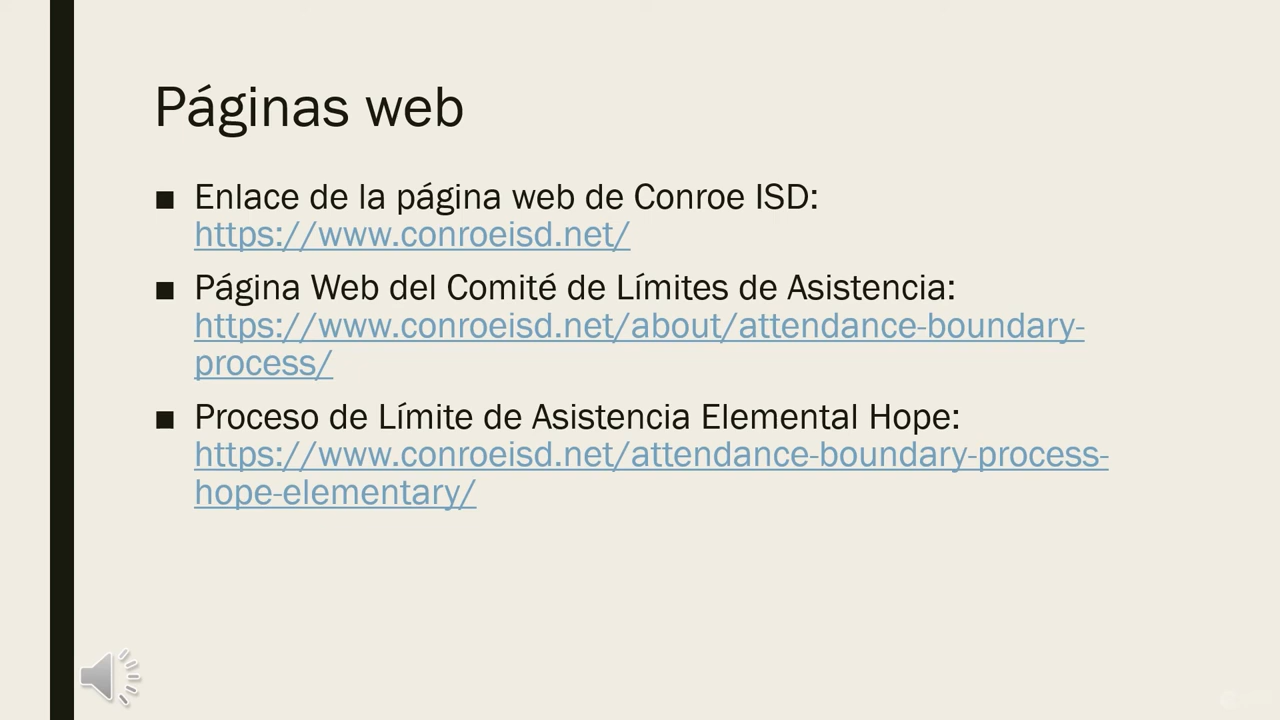 Páginas web
■ Enlace de la página web de Conroe ISD:
https://www.conroeisd.net/
■ Página Web del Comité de Límites de Asistencia:
https://www.conroeisd.net/about/attendance-boundary-
process/
■ Proceso de Límite de Asistencia Elemental Hope:
https://www.conroeisd.net/attendance-boundary-process-
hope-elementary/